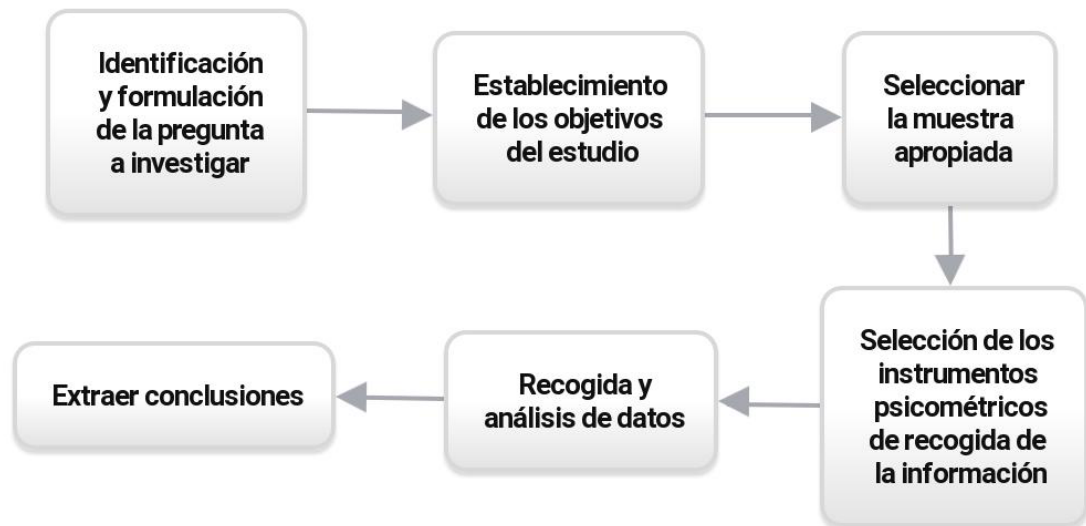 Identificación
y formulación
de la pregunta
a investigar
Establecimiento
de los objetivos
del estudio
Seleccionar
la muestra
apropiada
Selección de los
instrumentos
psicométricos
de recogida de
la información
Recogida y
análisis de datos
Extraer conclusiones